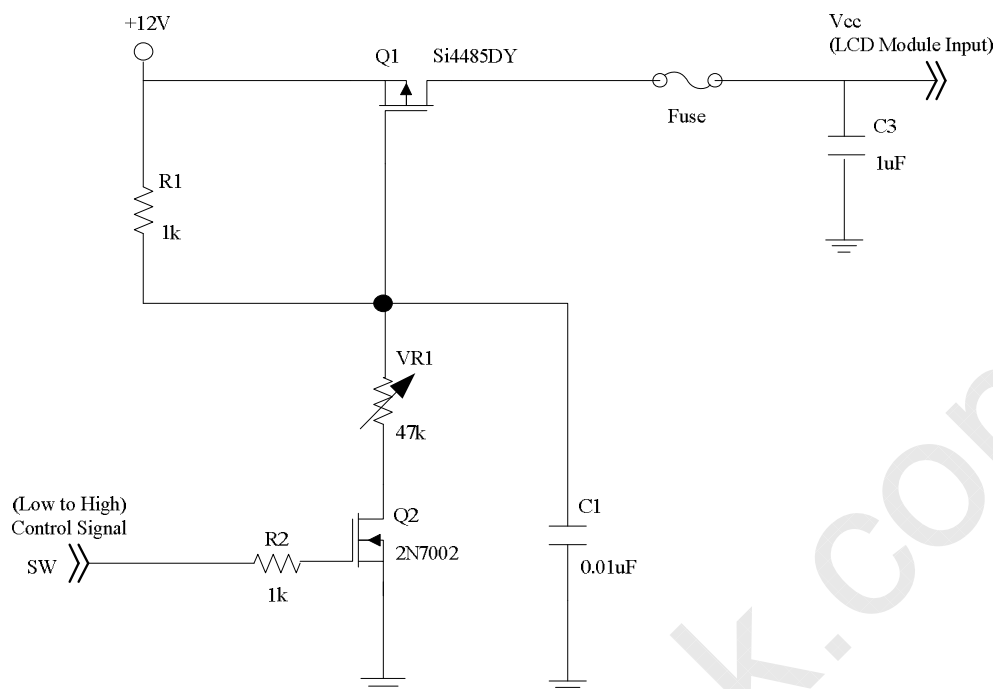 +12V
Q1
Si4485DY
Vcc
(LCD Module Input)
Fuse
C3
1uF
R1
1k
VR1
47k
(Low to High)
Control Signal
SW
R2
1k
Q2
2N7002
C1
0.01uF
k.com